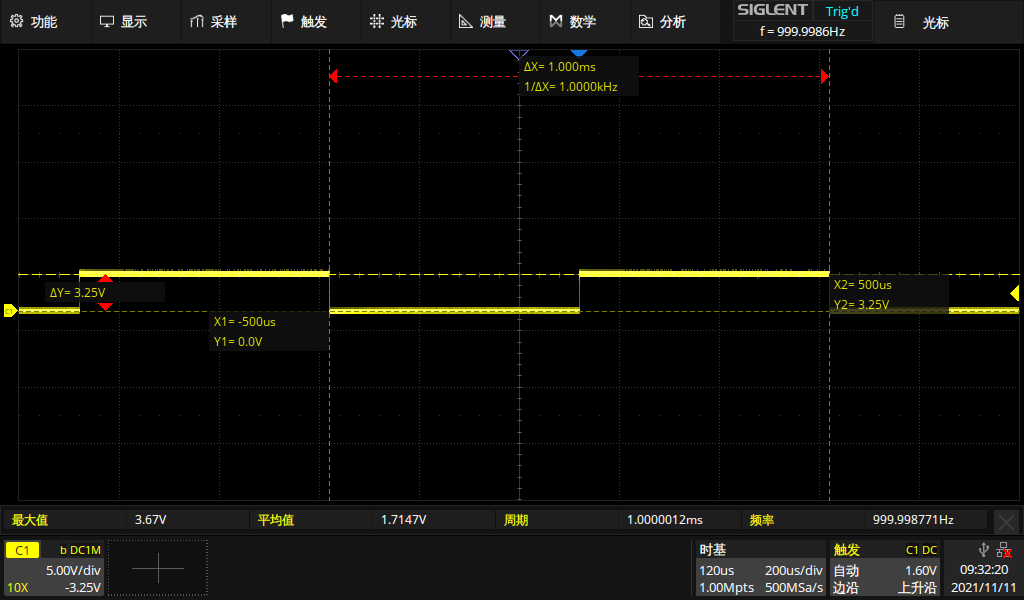 功能 显示 采样 触发 光标 测量 数学 分析 SIGLENT Trig'd 光标
f = 999.9986Hz
ΔX= 1.000ms
1/ΔX= 1.0000kHz
ΔY= 3.25V
X2= 500us
Y2= 3.25V
C1
X1= -500us
Y1= 0.0V
最大值 3.67V 平均值 1.7147V 周期 1.0000012ms 频率 999.998771Hz
C1 b DC1M
5.00V/div
10X -3.25V
时基
120us 200us/div
1.00Mpts 500MSa/s
触发 C1 DC
自动 1.60V
边沿 上升沿
09:32:20
2021/11/11